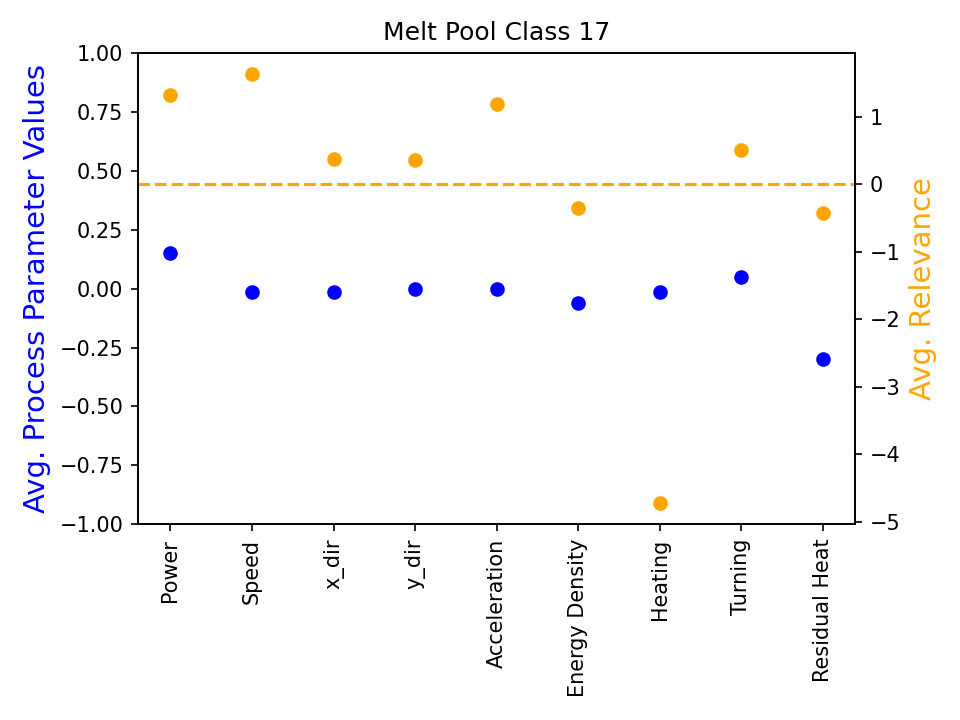 Melt Pool Class 17
Avg. Process Parameter Values
1.00
0.75
0.50
0.25
0.00
−0.25
−0.50
−0.75
−1.00
1
0
−1
−2
−3
−4
−5
Avg. Relevance
Power
Speed
x_dir
y_dir
Acceleration
Energy Density
Heating
Turning
Residual Heat